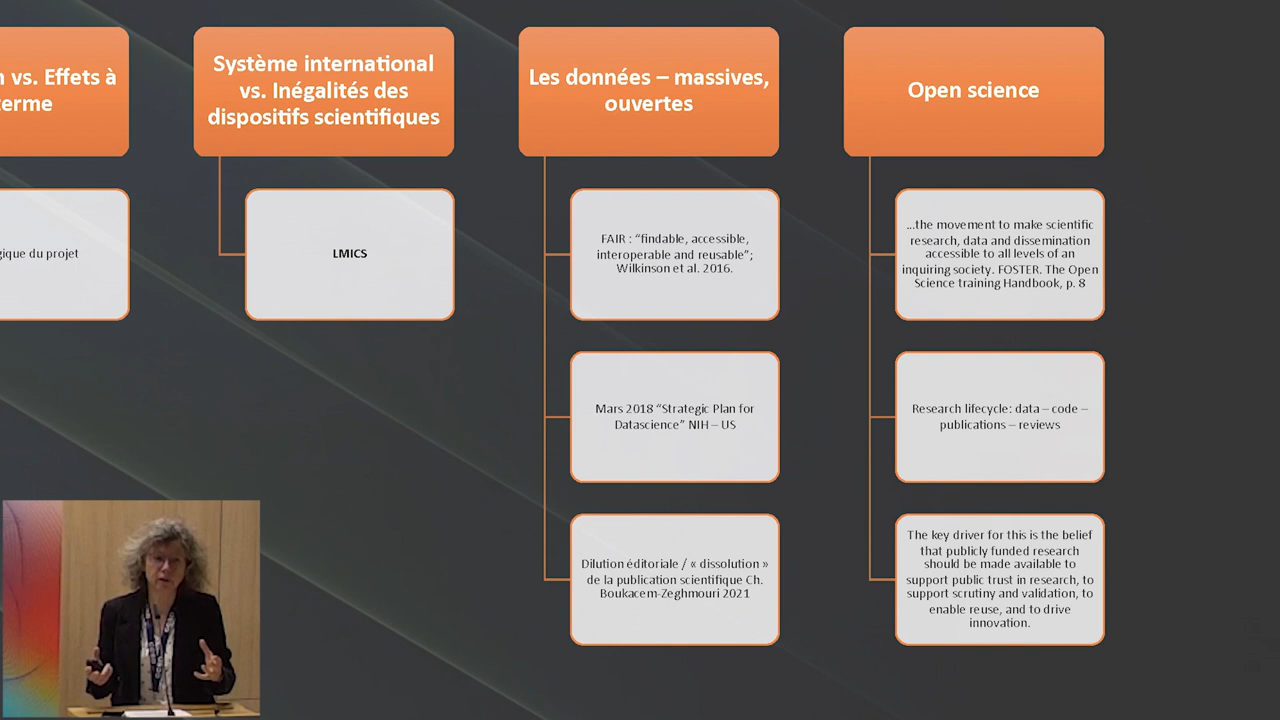 vs. Effets à
terme
gique du projet
Système international
vs. Inégalités des
dispositifs scientifiques
LMICS
Les données – massives,
ouvertes
FAIR : “findable, accessible,
interoperable and reusable”;
Wilkinson et al. 2016.
Mars 2018 “Strategic Plan for
Datascience” NIH – US
Dilution éditoriale / « dissolution »
de la publication scientifique Ch.
Boukacem-Zeghmouri 2021
Open science
...the movement to make scientific
research, data and dissemination
accessible to all levels of an
inquiring society. FOSTER. The Open
Science training Handbook, p. 8
Research lifecycle: data – code –
publications – reviews
The key driver for this is the belief
that publicly funded research
should be made available to
support public trust in research, to
support scrutiny and validation, to
enable reuse, and to drive
innovation.